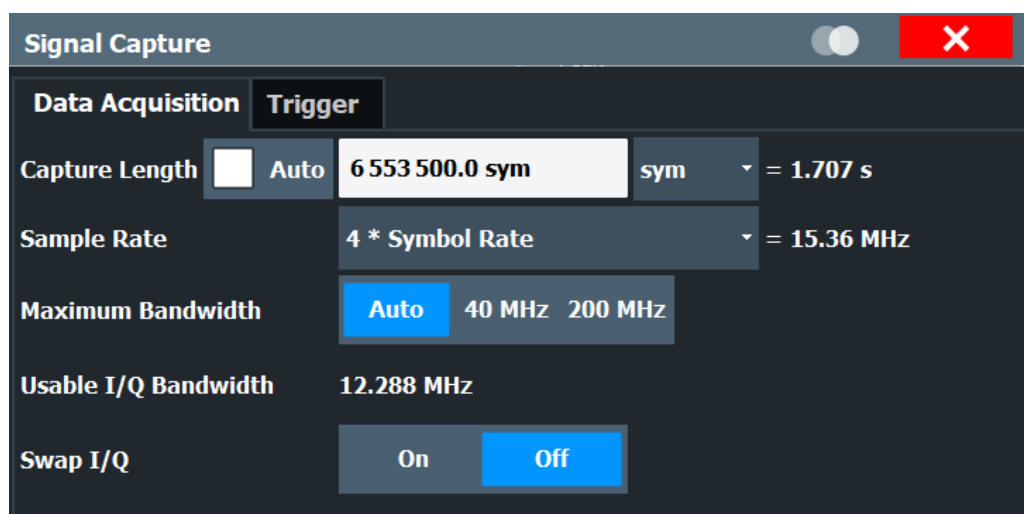 Signal Capture
Data Acquisition Trigger
Capture Length Auto 6 553 500.0 sym sym = 1.707 s
Sample Rate 4 * Symbol Rate = 15.36 MHz
Maximum Bandwidth Auto 40 MHz 200 MHz
Usable I/Q Bandwidth 12.288 MHz
Swap I/Q On Off